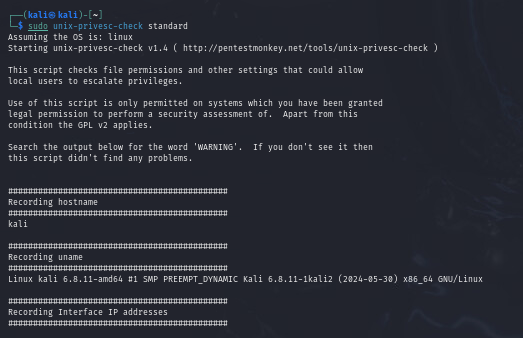 ┌──(kali㉿kali)-[~]
└─$ sudo unix-privesc-check standard
Assuming the OS is: linux
Starting unix-privesc-check v1.4 ( http://pentestmonkey.net/tools/unix-privesc-check )

This script checks file permissions and other settings that could allow
local users to escalate privileges.

Use of this script is only permitted on systems which you have been granted
legal permission to perform a security assessment of.  Apart from this
condition the GPL v2 applies.

Search the output below for the word 'WARNING'.  If you don't see it then
this script didn't find any problems.


############################################
Recording hostname
############################################
kali

############################################
Recording uname
############################################
Linux kali 6.8.11-amd64 #1 SMP PREEMPT_DYNAMIC Kali 6.8.11-1kali2 (2024-05-30) x86_64 GNU/Linux

############################################
Recording Interface IP addresses
############################################